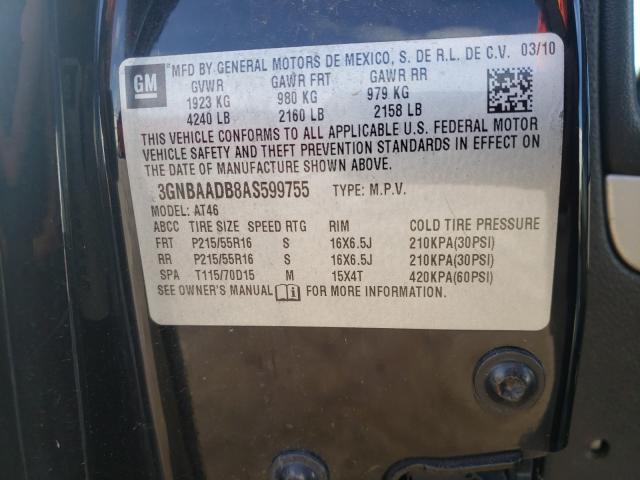 GM *MFD BY GENERAL MOTORS DE MEXICO, S. DE R.L. DE C.V. 03/10
GVWR GAWR FRT GAWR RR
1923 KG 980 KG 979 KG
4240 LB 2160 LB 2158 LB
THIS VEHICLE CONFORMS TO ALL APPLICABLE U.S. FEDERAL MOTOR
VEHICLE SAFETY AND THEFT PREVENTION STANDARDS IN EFFECT ON
THE DATE OF MANUFACTURE SHOWN ABOVE.
3GNBAADB8AS599755 TYPE: M.P.V.
MODEL: AT46
ABCC TIRE SIZE SPEED RTG RIM COLD TIRE PRESSURE
FRT P215/55R16 S 16X6.5J 210KPA(30PSI)
RR P215/55R16 S 16X6.5J 210KPA(30PSI)
SPA T115/70D15 M 15X4T 420KPA(60PSI)
SEE OWNER'S MANUAL FOR MORE INFORMATION.